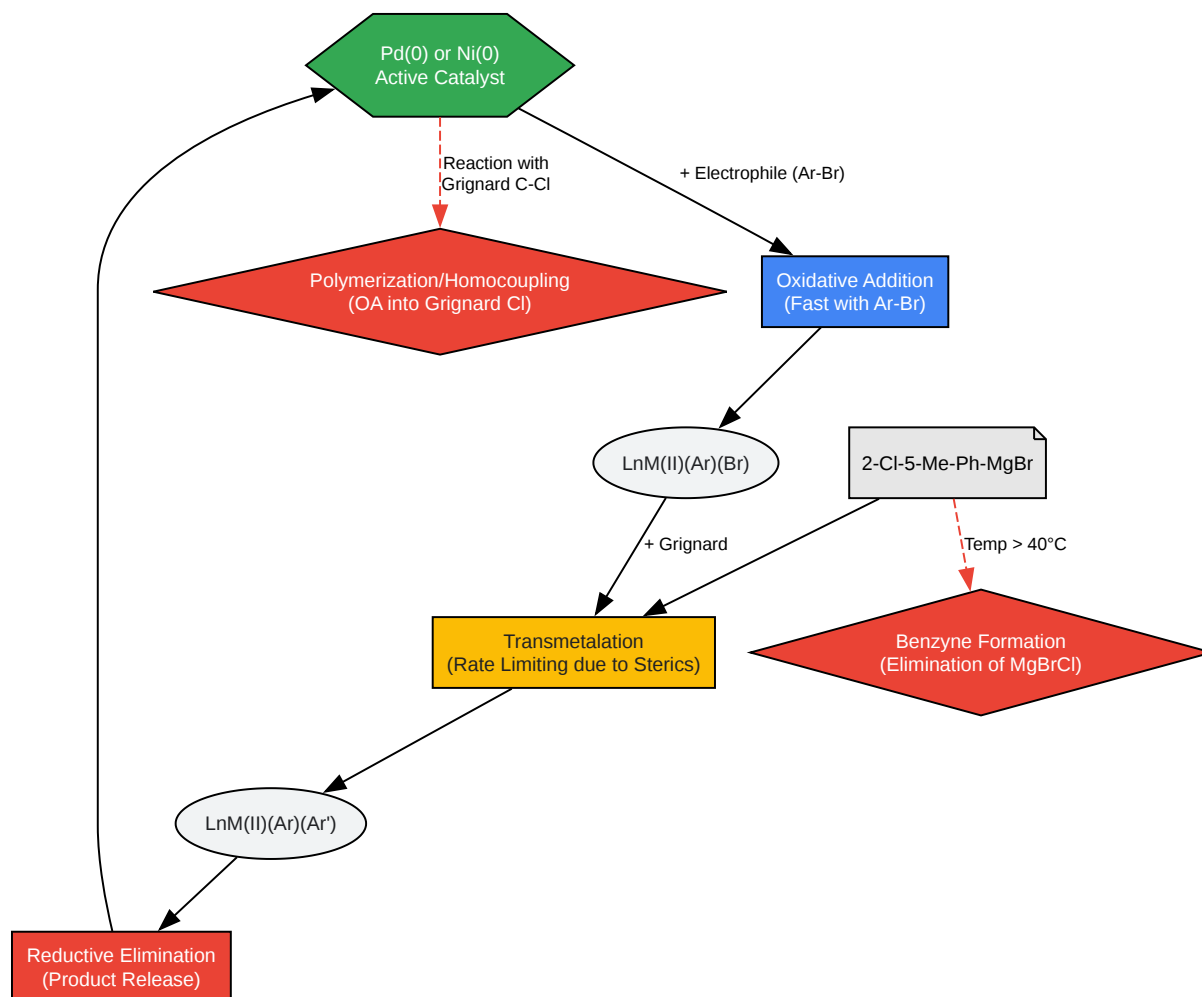 Pd(0) or Ni(0)
Active Catalyst
Reaction with
Grignard C-Cl
+ Electrophile (Ar-Br)
Polymerization/Homocoupling
(OA into Grignard Cl)
Oxidative Addition
(Fast with Ar-Br)
LnM(II)(Ar)(Br)
2-Cl-5-Me-Ph-MgBr
+ Grignard
Temp > 40°C
Transmetalation
(Rate Limiting due to Sterics)
Benzyne Formation
(Elimination of MgBrCl)
LnM(II)(Ar)(Ar')
Reductive Elimination
(Product Release)